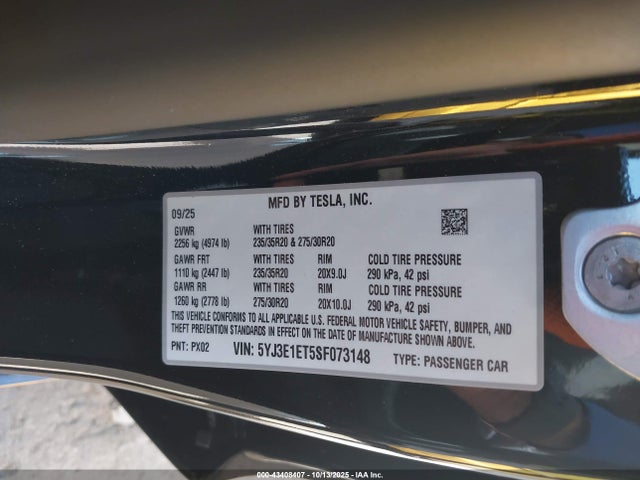 MFD BY TESLA, INC.
09/25
GVWR WITH TIRES
2256 kg (4974 lb) 235/35R20 & 275/30R20
GAWR FRT WITH TIRES RIM COLD TIRE PRESSURE
1110 kg (2447 lb) 235/35R20 20X9.0J 290 kPa, 42 psi
GAWR RR WITH TIRES RIM COLD TIRE PRESSURE
1260 kg (2778 lb) 275/30R20 20X10.0J 290 kPa, 42 psi
THIS VEHICLE CONFORMS TO ALL APPLICABLE U.S. FEDERAL MOTOR VEHICLE SAFETY, BUMPER, AND
THEFT PREVENTION STANDARDS IN EFFECT ON THE DATE OF MANUFACTURE SHOWN ABOVE.
PNT: PX02 VIN: 5YJ3E1ET5SF073148 TYPE: PASSENGER CAR
000-43408407 - 10/13/2025 - IAA Inc.